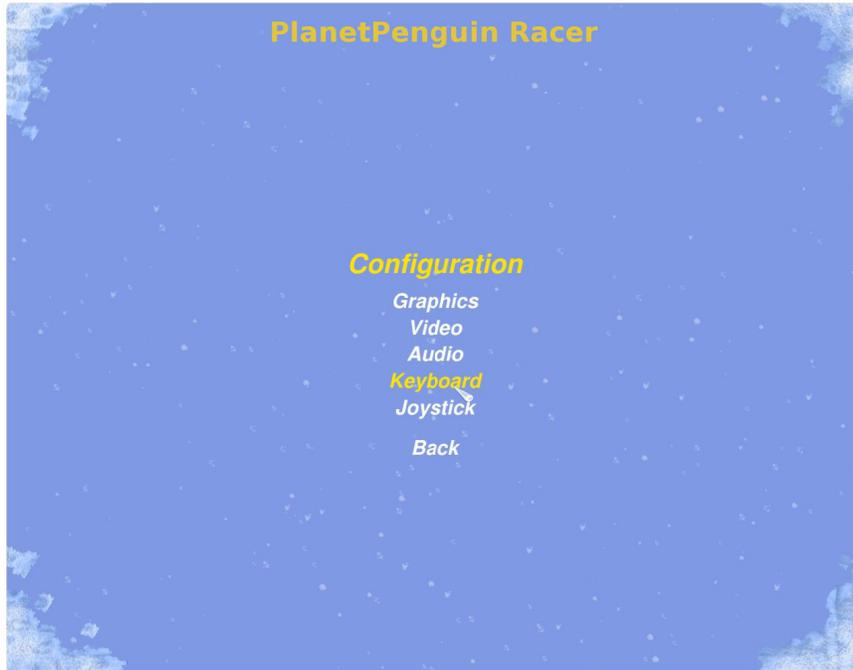 PlanetPenguin Racer
Configuration
Graphics
Video
Audio
Keyboard
Joystick
Back